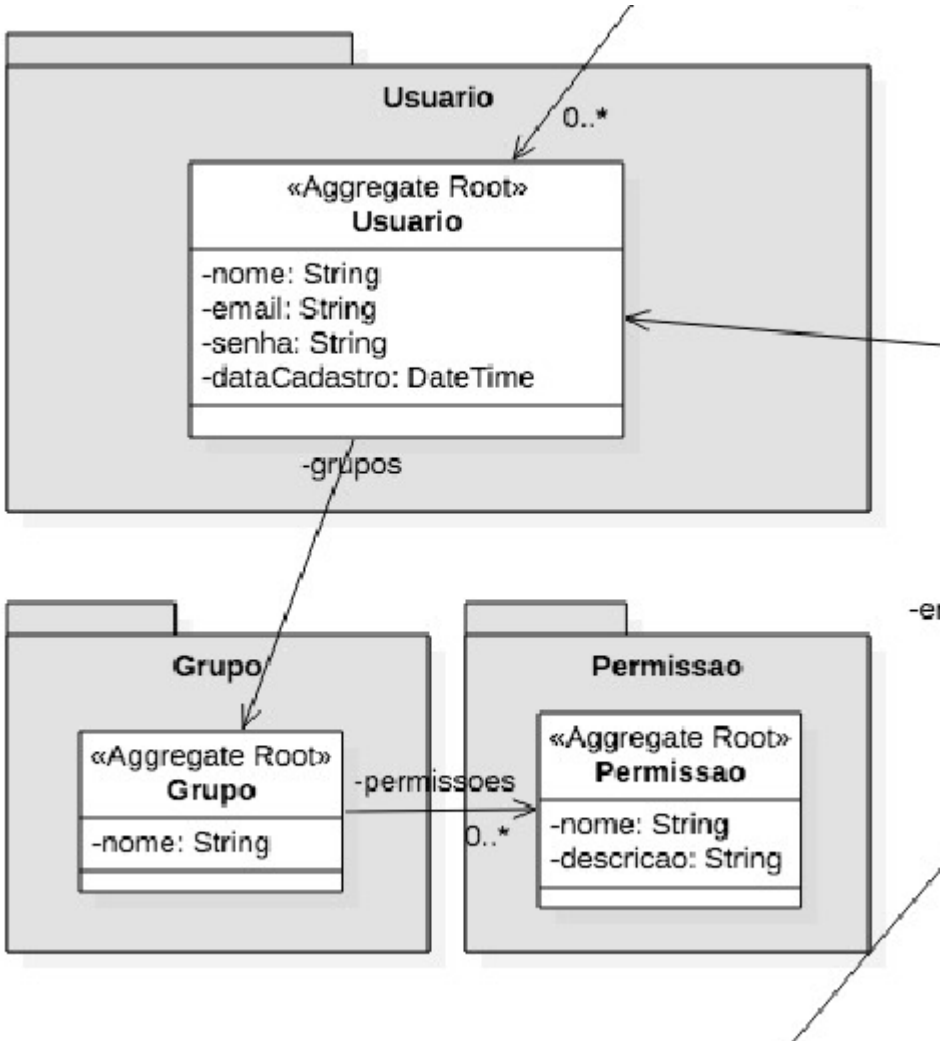 Usuario
0..*
«Aggregate Root»
Usuario
-nome: String
-email: String
-senha: String
-dataCadastro: DateTime
-grupos
Grupo
«Aggregate Root»
Grupo
-nome: String
-permissoes
0..*
Permissao
«Aggregate Root»
Permissao
-nome: String
-descricao: String